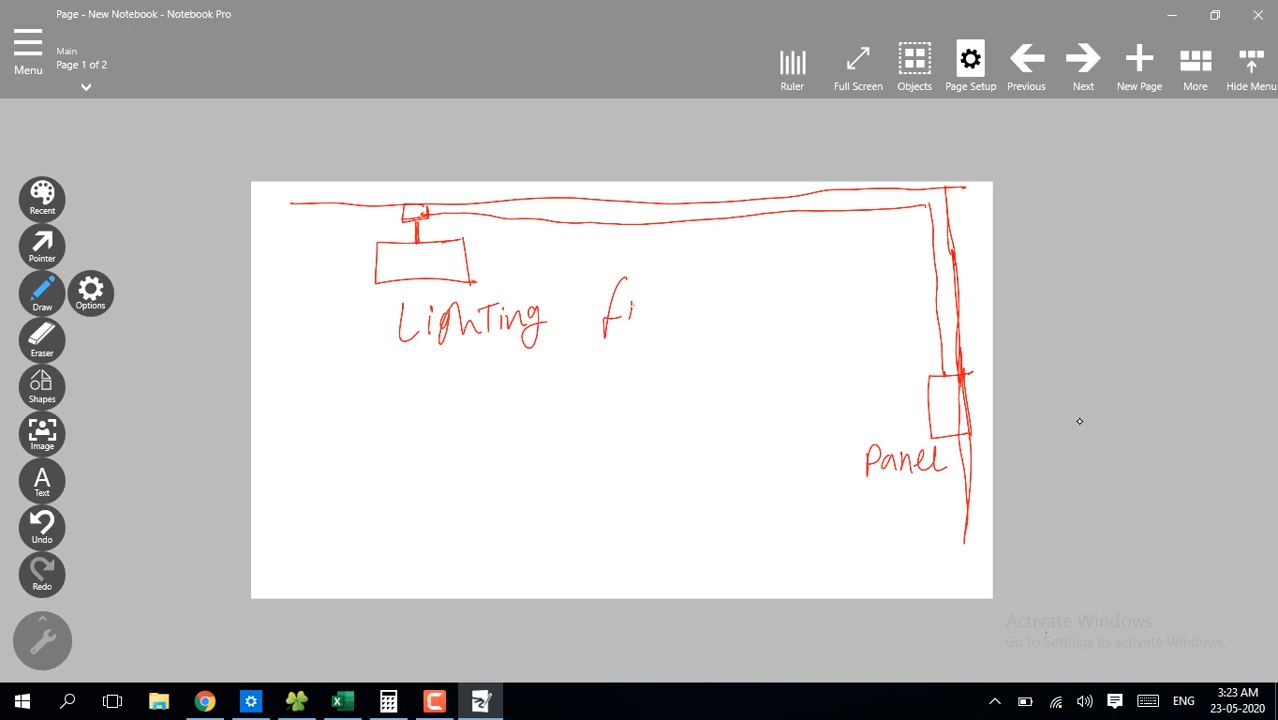 Page - New Notebook - Notebook Pro
Menu
Main
Page 1 of 2
Ruler
Full Screen
Objects
Page Setup
Previous
Next
New Page
More
Hide Menu
Recent
Pointer
Draw
Options
Eraser
Shapes
Image
A
Text
Undo
Redo
Lighting fi
Panel
Activate Windows
Go to Settings to activate Windows.
ENG
3:23 AM
23-05-2020